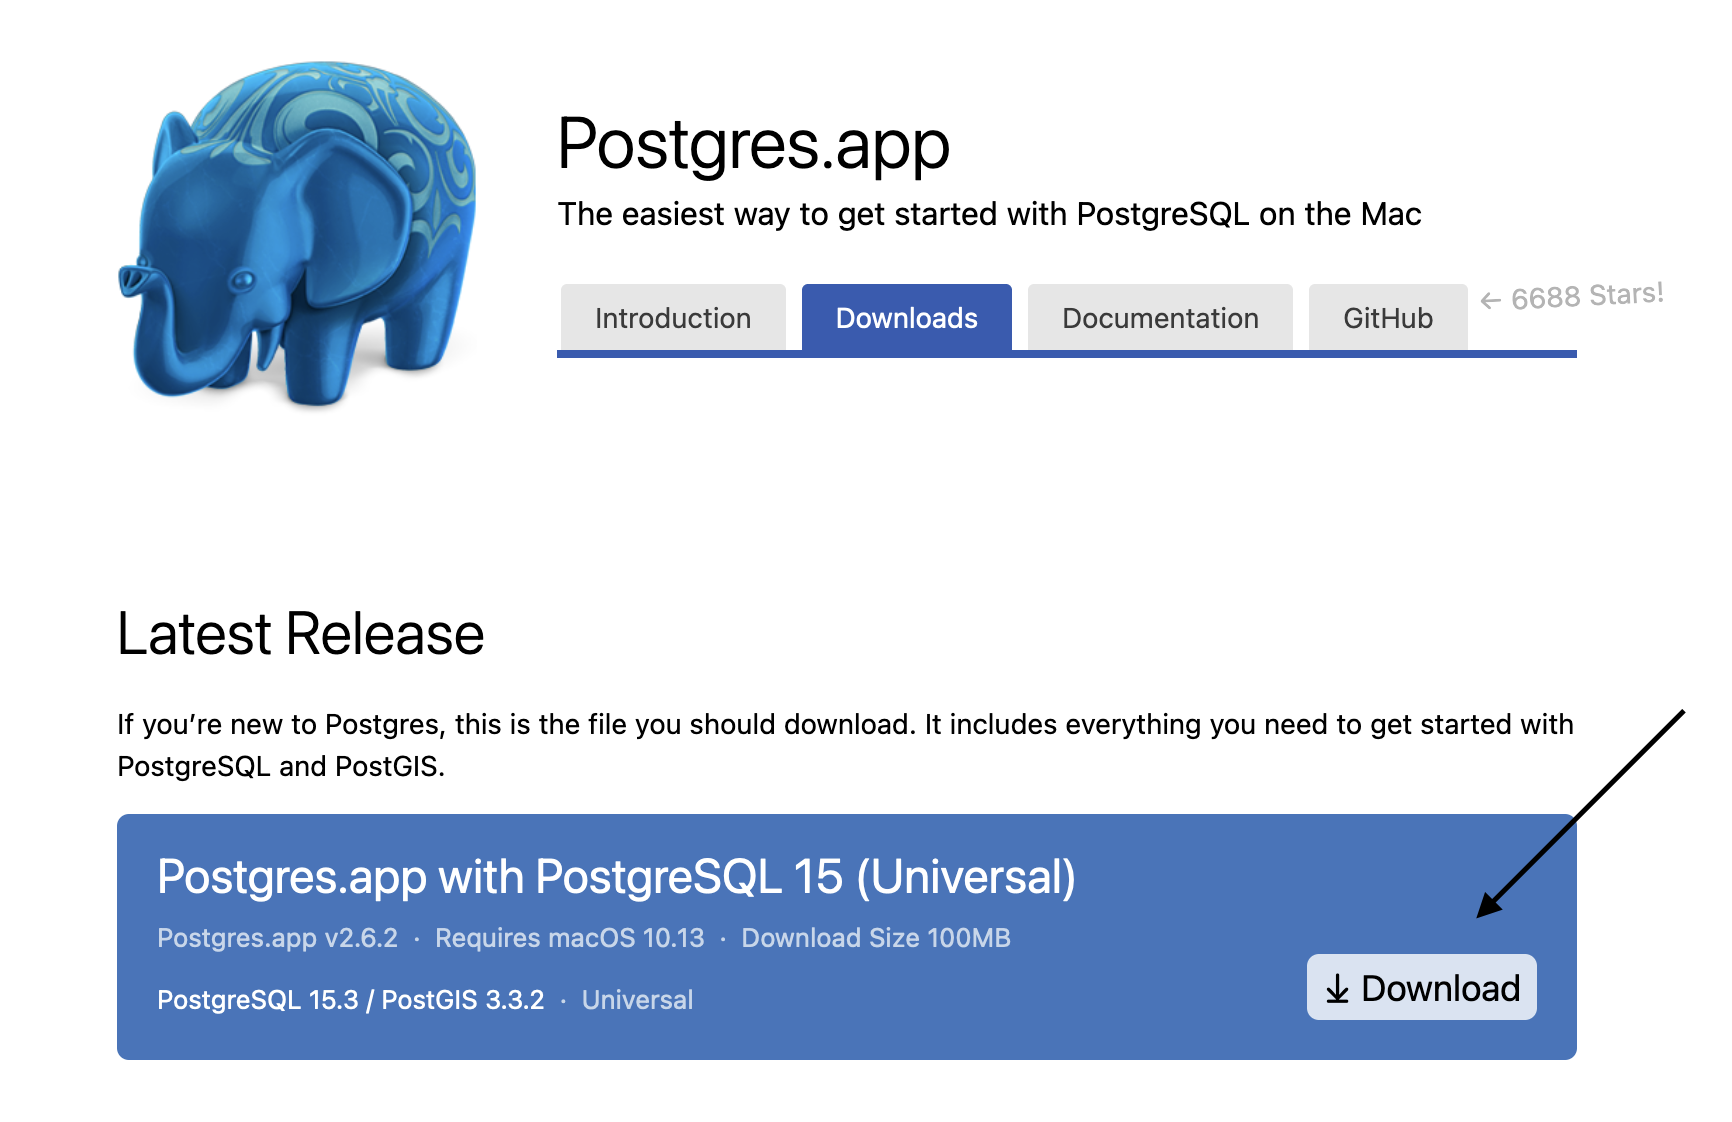 Postgres.app
The easiest way to get started with PostgreSQL on the Mac
Introduction
Downloads
Documentation
GitHub
← 6688 Stars!
Latest Release
If you’re new to Postgres, this is the file you should download. It includes everything you need to get started with
PostgreSQL and PostGIS.
Postgres.app with PostgreSQL 15 (Universal)
Postgres.app v2.6.2 · Requires macOS 10.13 · Download Size 100MB
PostgreSQL 15.3 / PostGIS 3.3.2 · Universal
Download